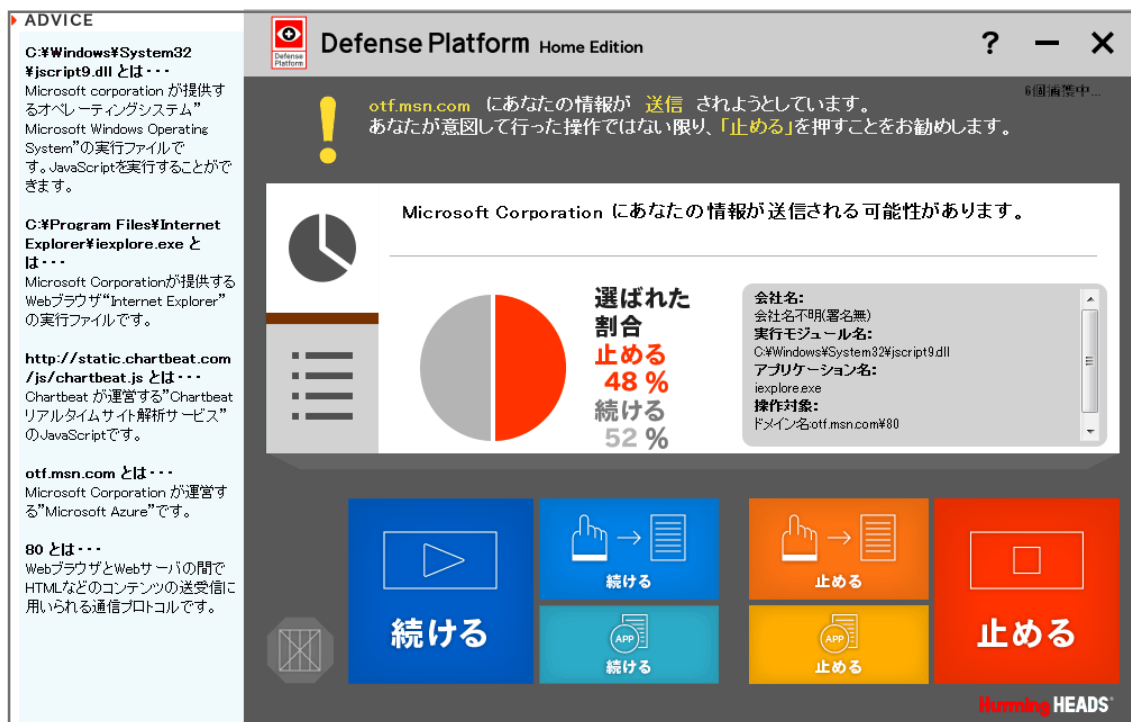 ADVICE
C:¥Windows¥System32
¥jscript9.dll とは・・・
Microsoft corporation が提供す
るオペレーティングシステム”
Microsoft Windows Operating
System”の実行ファイルで
す。JavaScriptを実行することがで
きます。
C:¥Program Files¥Internet
Explorer¥iexplore.exe と
は・・・
Microsoft Corporationが提供する
Webブラウザ“Internet Explorer”
の実行ファイルです。
http://static.chartbeat.com
/js/chartbeat.js とは・・・
Chartbeat が運営する”Chartbeat
リアルタイムサイト解析サービス”
のJavaScriptです。
otf.msn.com とは・・・
Microsoft Corporation が運営す
る”Microsoft Azure”です。
80 とは・・・
WebブラウザとWebサーバの間で
HTMLなどのコンテンツの送受信に
用いられる通信プロトコルです。
Defense
Platform
Defense Platform Home Edition
?
6個捕獲中...
otf.msn.com にあなたの情報が 送信 されようとしています。
あなたが意図して行った操作ではない限り、「止める」を押すことをお勧めします。
Microsoft Corporation にあなたの情報が送信される可能性があります。
選ばれた
割合
止める
48 %
続ける
52 %
会社名:
会社名不明(署名無)
実行モジュール名:
C:¥Windows¥System32¥jscript9.dll
アプリケーション名:
iexplore.exe
操作対象:
ドメイン名:otf.msn.com¥80
続ける
続ける
APP
続ける
止める
APP
止める
止める
Humming HEADS